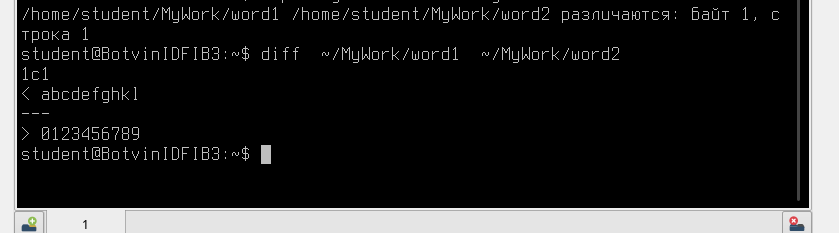 /home/student/MyWork/word1 /home/student/MyWork/word2 различаются: байт 1, с
трока 1
student@BotvinIDFIB3:~$ diff  ~/MyWork/word1  ~/MyWork/word2
1c1
< abcdefghkl
---
> 0123456789
student@BotvinIDFIB3:~$
1